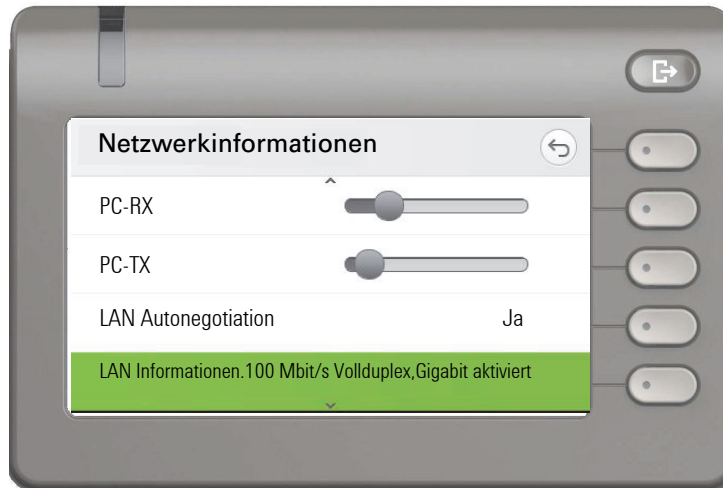 Netzwerkinformationen
PC-RX
PC-TX
LAN Autonegotiation Ja
LAN Informationen.100 Mbit/s Vollduplex,Gigabit aktiviert